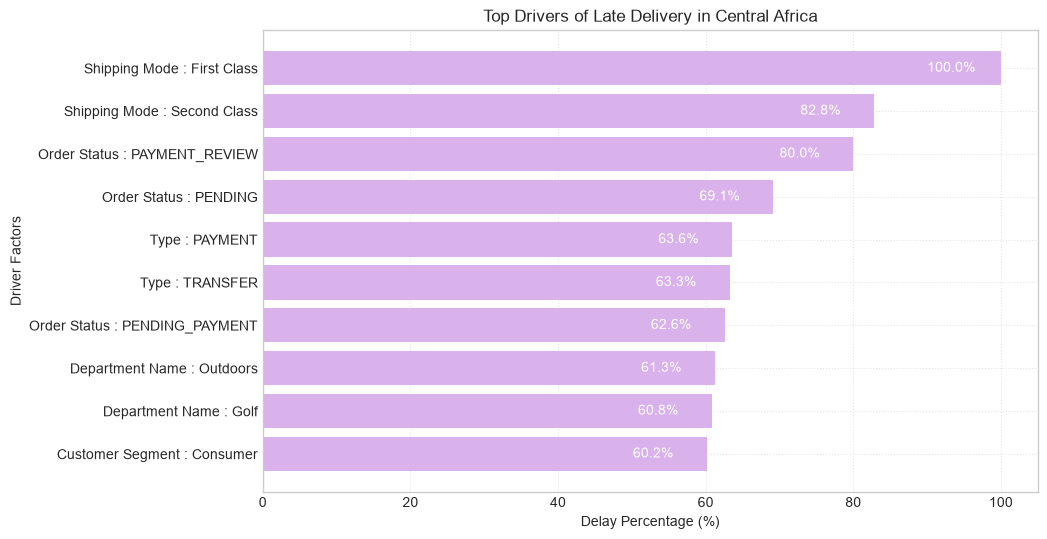 Top Drivers of Late Delivery in Central Africa
Driver Factors
Shipping Mode : First Class 100.0%
Shipping Mode : Second Class 82.8%
Order Status : PAYMENT_REVIEW 80.0%
Order Status : PENDING 69.1%
Type : PAYMENT 63.6%
Type : TRANSFER 63.3%
Order Status : PENDING_PAYMENT 62.6%
Department Name : Outdoors 61.3%
Department Name : Golf 60.8%
Customer Segment : Consumer 60.2%
0 20 40 60 80 100
Delay Percentage (%)